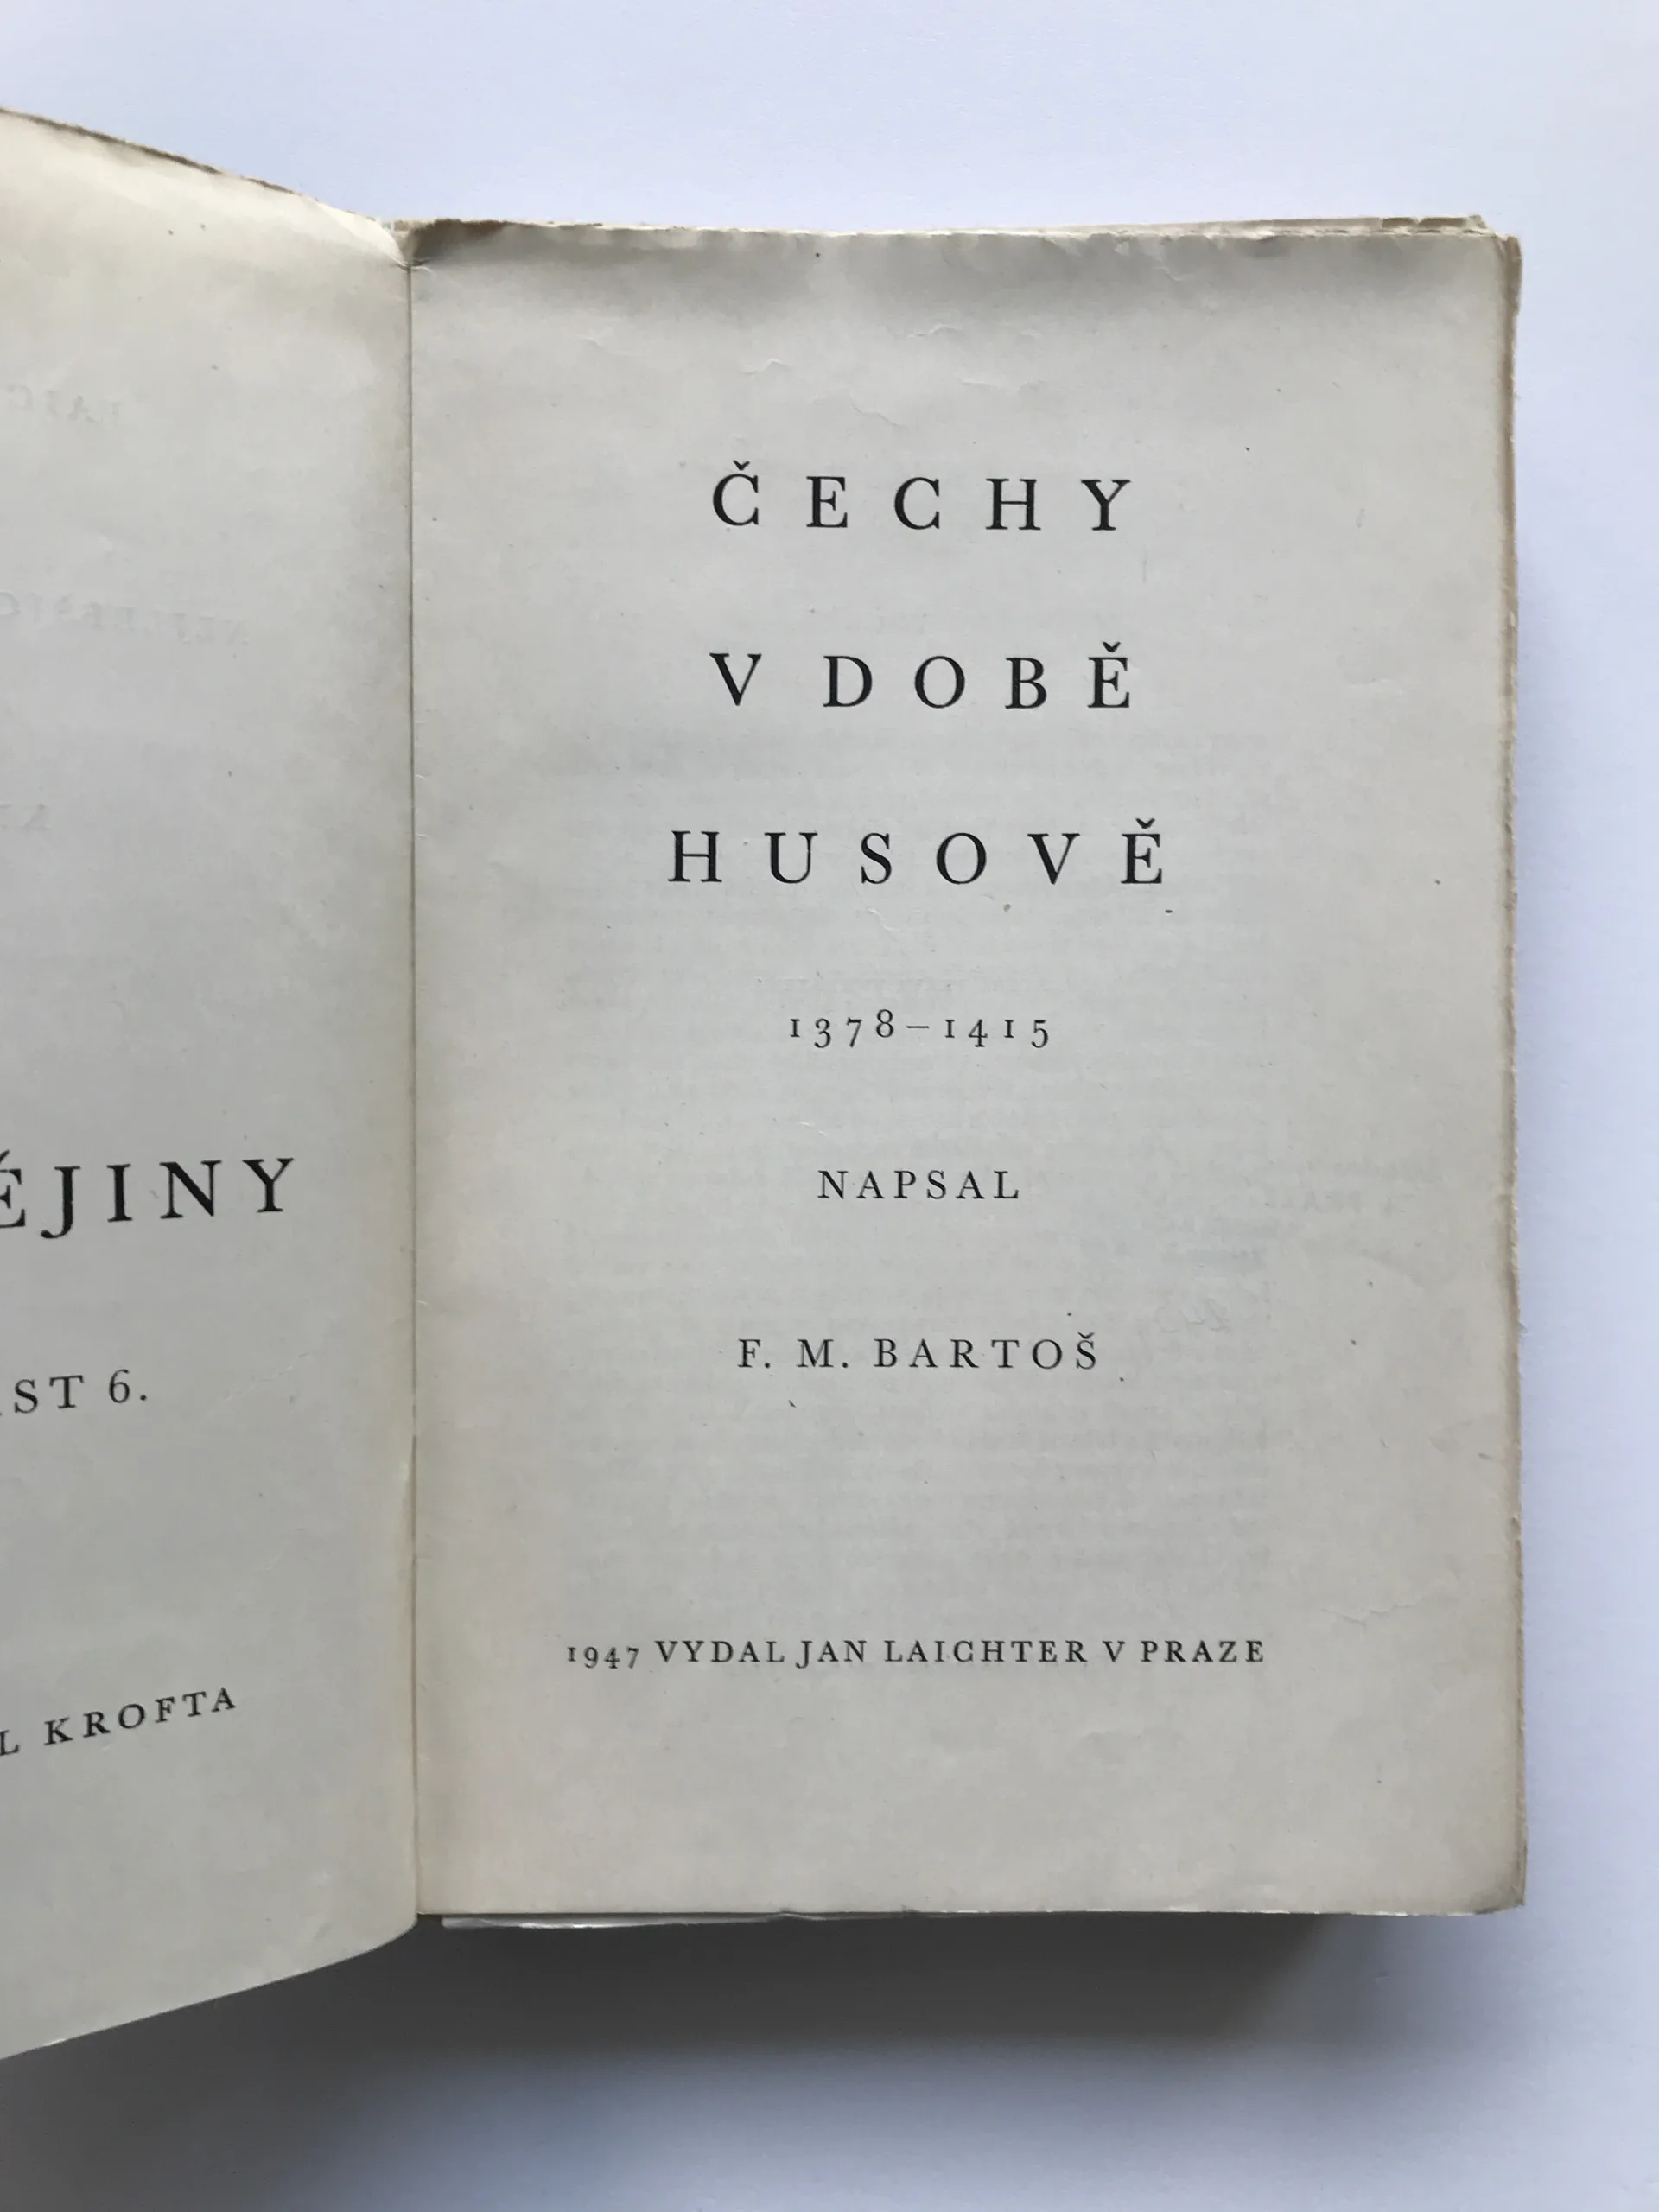 ĚJINY
ST 6.
L KROFTA
ČECHY
V DOBĚ
HUSOVĚ
1378–1415
NAPSAL
F. M. BARTOŠ
1947 VYDAL JAN LAICHTER V PRAZE